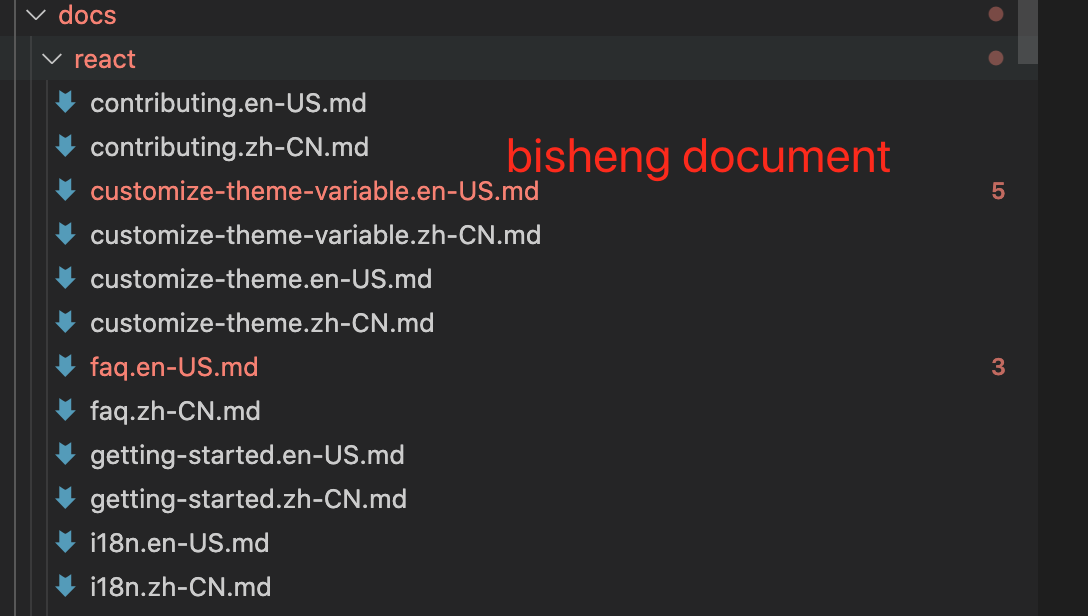 docs
react
contributing.en-US.md
contributing.zh-CN.md
bisheng document
customize-theme-variable.en-US.md 5
customize-theme-variable.zh-CN.md
customize-theme.en-US.md
customize-theme.zh-CN.md
faq.en-US.md 3
faq.zh-CN.md
getting-started.en-US.md
getting-started.zh-CN.md
i18n.en-US.md
i18n.zh-CN.md